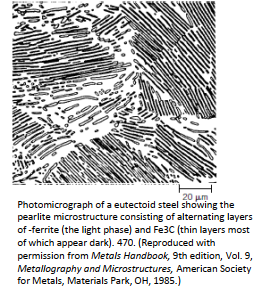 20 μm
Photomicrograph of a eutectoid steel showing the
pearlite microstructure consisting of alternating layers
of -ferrite (the light phase) and Fe3C (thin layers most
of which appear dark). 470. (Reproduced with
permission from Metals Handbook, 9th edition, Vol. 9,
Metallography and Microstructures, American Society
for Metals, Materials Park, OH, 1985.)